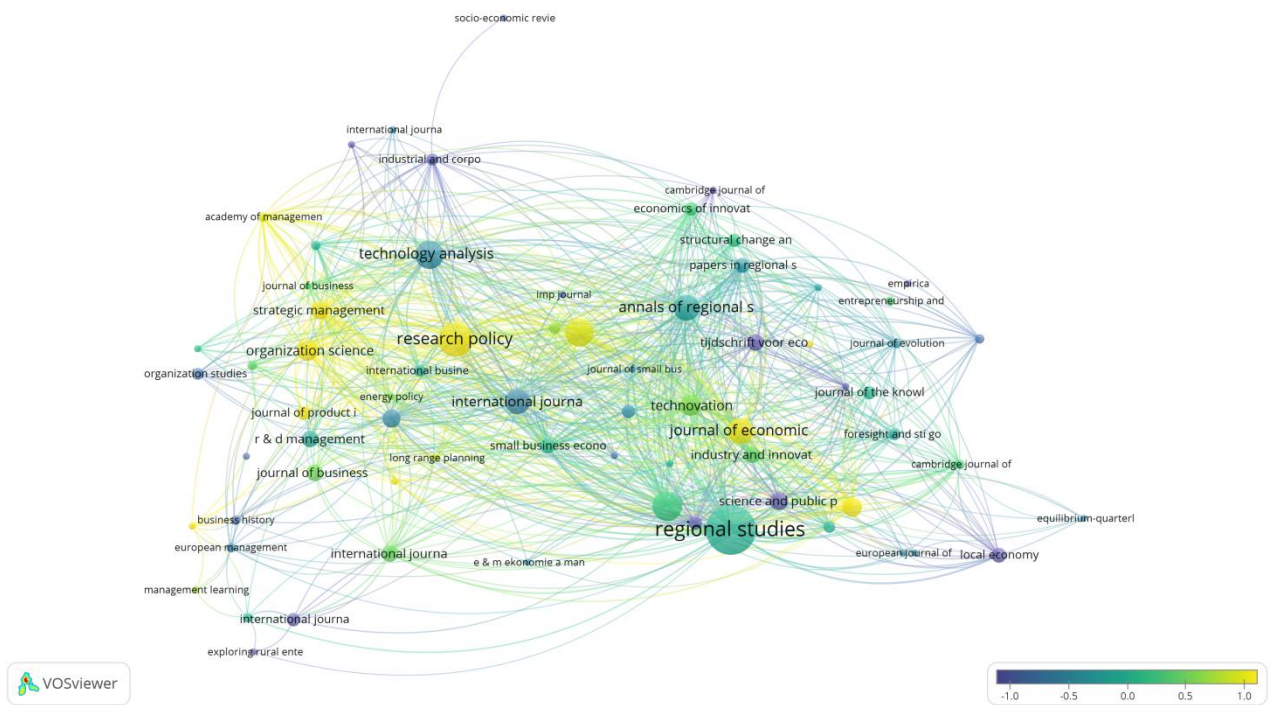 socio-economic revie
international journa
industrial and corpo
cambridge journal of
economics of innovat
academy of managemen
structural change an
technology analysis
papers in regional s
empirica
journal of business
imp journal
entrepreneurship and
annals of regional s
strategic management
research policy
tijdschrift voor eco
journal of evolution
organization science
international busine
journal of small bus
organization studies
journal of the knowl
energy policy
international journa
technovation
journal of product i
journal of economic
foresight and sti go
r & d management
small business econo
industry and innovat
long range planning
cambridge journal of
journal of business
science and public p
business history
equilibrium-quarterl
regional studies
european management
international journa
european journal of
local economy
e & m ekonomie a man
management learning
international journa
exploring rural ente
VOSviewer
-1.0 -0.5 0.0 0.5 1.0